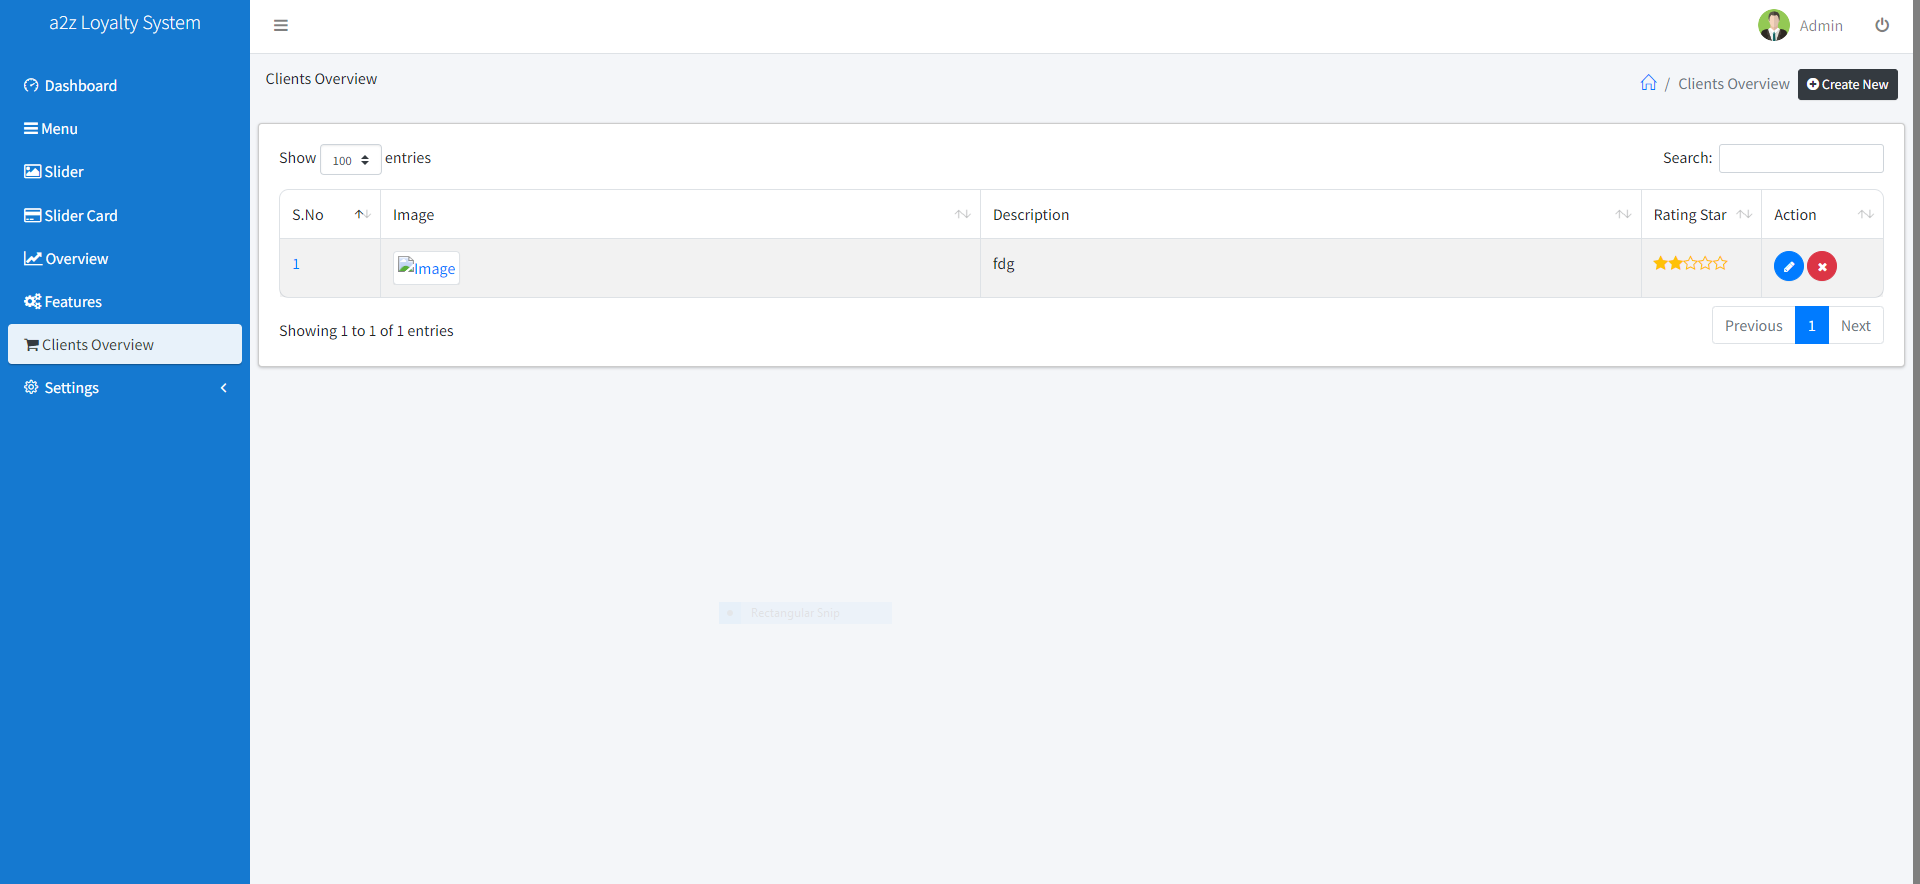 a2z Loyalty System
Admin
Dashboard
Menu
Slider
Slider Card
Overview
Features
Clients Overview
Settings
Clients Overview
/ Clients Overview
Create New
Show 100 entries
Search:
S.No Image Description Rating Star Action
1 Image fdg
Showing 1 to 1 of 1 entries
Previous 1 Next
Rectangular Snip